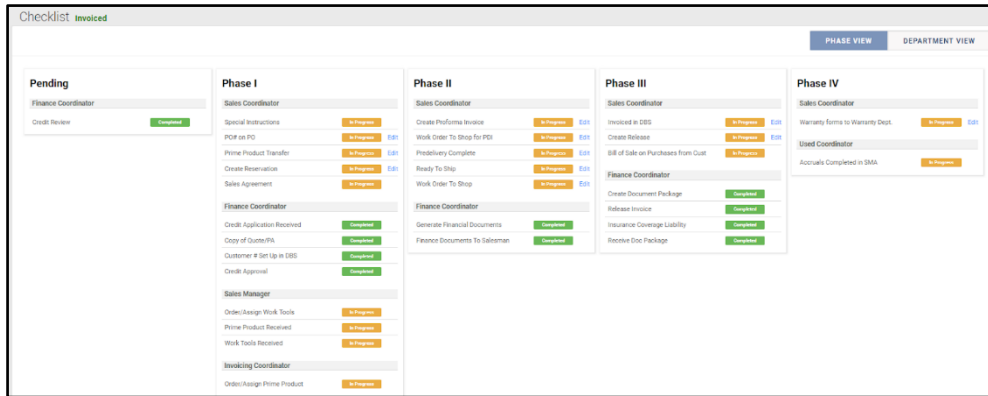 Checklist Invoiced
PHASE VIEW DEPARTMENT VIEW
Pending
Finance Coordinator
Credit Review Completed
Phase I
Sales Coordinator
Special Instructions In Progress
PO# on PO In Progress Edit
Prime Product Transfer In Progress Edit
Create Reservation In Progress Edit
Sales Agreement In Progress
Finance Coordinator
Credit Application Received Completed
Copy of Quote/PA Completed
Customer # Set Up in DBS Completed
Credit Approval Completed
Sales Manager
Order/Assign Work Tools In Progress
Prime Product Received In Progress
Work Tools Received In Progress
Invoicing Coordinator
Order/Assign Prime Product In Progress
Phase II
Sales Coordinator
Create Proforma Invoice In Progress Edit
Work Order To Shop for PDI In Progress Edit
Predelivery Complete In Progress Edit
Ready To Ship In Progress Edit
Work Order To Shop In Progress Edit
Finance Coordinator
Generate Financial Documents Completed
Finance Documents To Salesman Completed
Phase III
Sales Coordinator
Invoiced in DBS In Progress Edit
Create Release In Progress Edit
Bill of Sale on Purchases from Cust In Progress
Finance Coordinator
Create Document Package Completed
Release Invoice Completed
Insurance Coverage Liability Completed
Receive Doc Package Completed
Phase IV
Sales Coordinator
Warranty forms to Warranty Dept. In Progress Edit
Used Coordinator
Accruals Completed in SMA In Progress